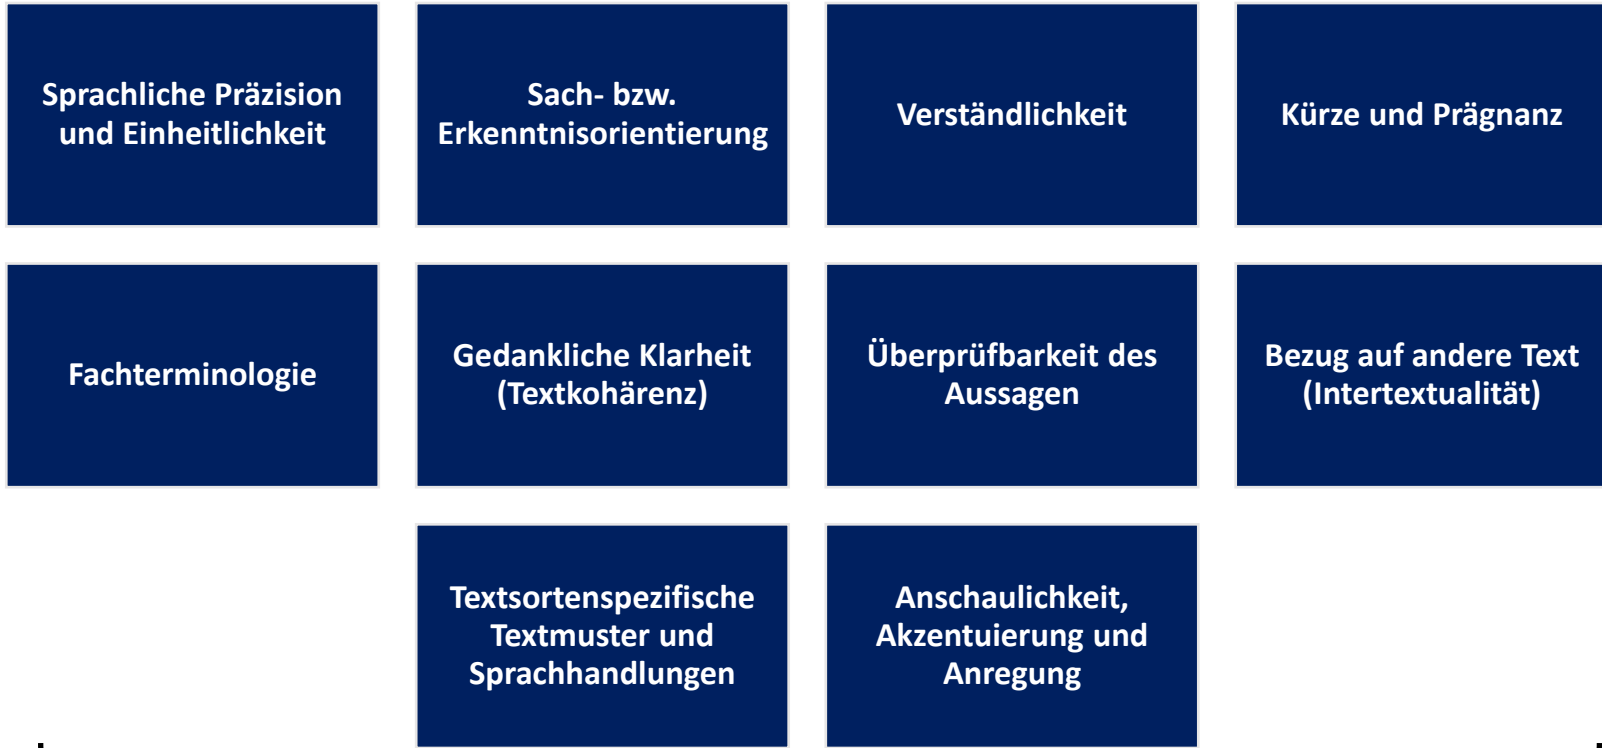 Sprachliche Präzision
und Einheitlichkeit
Sach- bzw.
Erkenntnisorientierung
Verständlichkeit
Kürze und Prägnanz
Fachterminologie
Gedankliche Klarheit
(Textkohärenz)
Überprüfbarkeit des
Aussagen
Bezug auf andere Text
(Intertextualität)
Textsortenspezifische
Textmuster und
Sprachhandlungen
Anschaulichkeit,
Akzentuierung und
Anregung